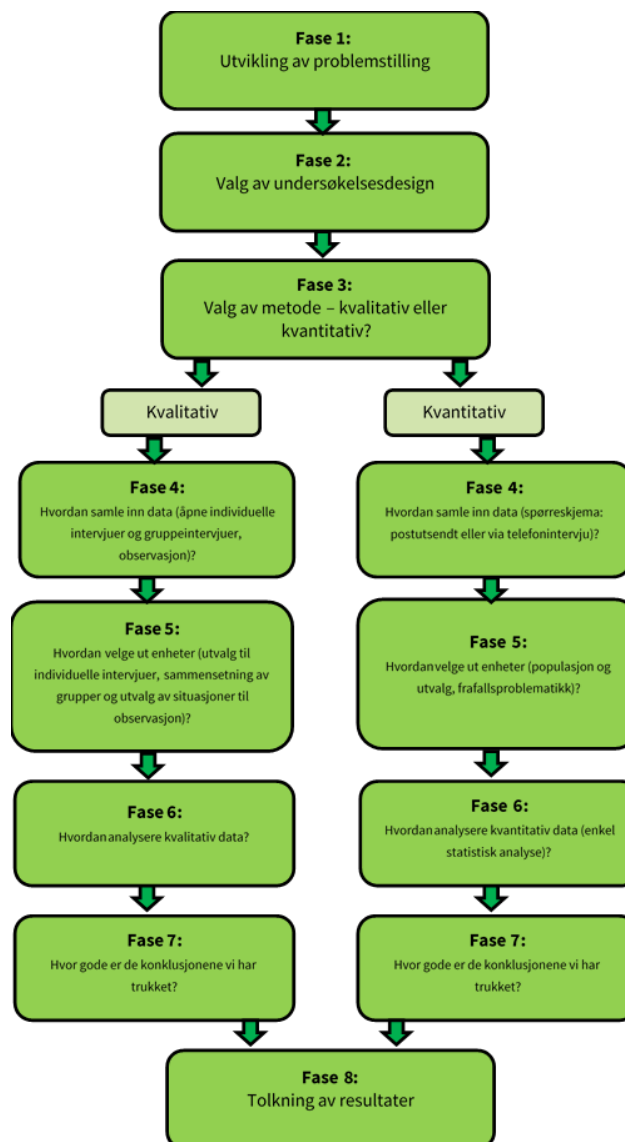 Fase 1:
Utvikling av problemstilling
Fase 2:
Valg av undersøkelsesdesign
Fase 3:
Valg av metode – kvalitativ eller
kvantitativ?
Kvalitativ
Kvantitativ
Fase 4:
Hvordan samle inn data (åpne individuelle
intervjuer og gruppeintervjuer,
observasjon)?
Fase 4:
Hvordan samle inn data (spørreskjema:
postutsendt eller via telefonintervju)?
Fase 5:
Hvordan velge ut enheter (utvalg til
individuelle intervjuer, sammensetning av
grupper og utvalg av situasjoner til
observasjon)?
Fase 5:
Hvordan velge ut enheter (populasjon og
utvalg, frafallsproblematikk)?
Fase 6:
Hvordan analysere kvalitativ data?
Fase 6:
Hvordan analysere kvantitativ data (enkel
statistisk analyse)?
Fase 7:
Hvor gode er de konklusjonene vi har
trukket?
Fase 7:
Hvor gode er de konklusjonene vi har
trukket?
Fase 8:
Tolkning av resultater